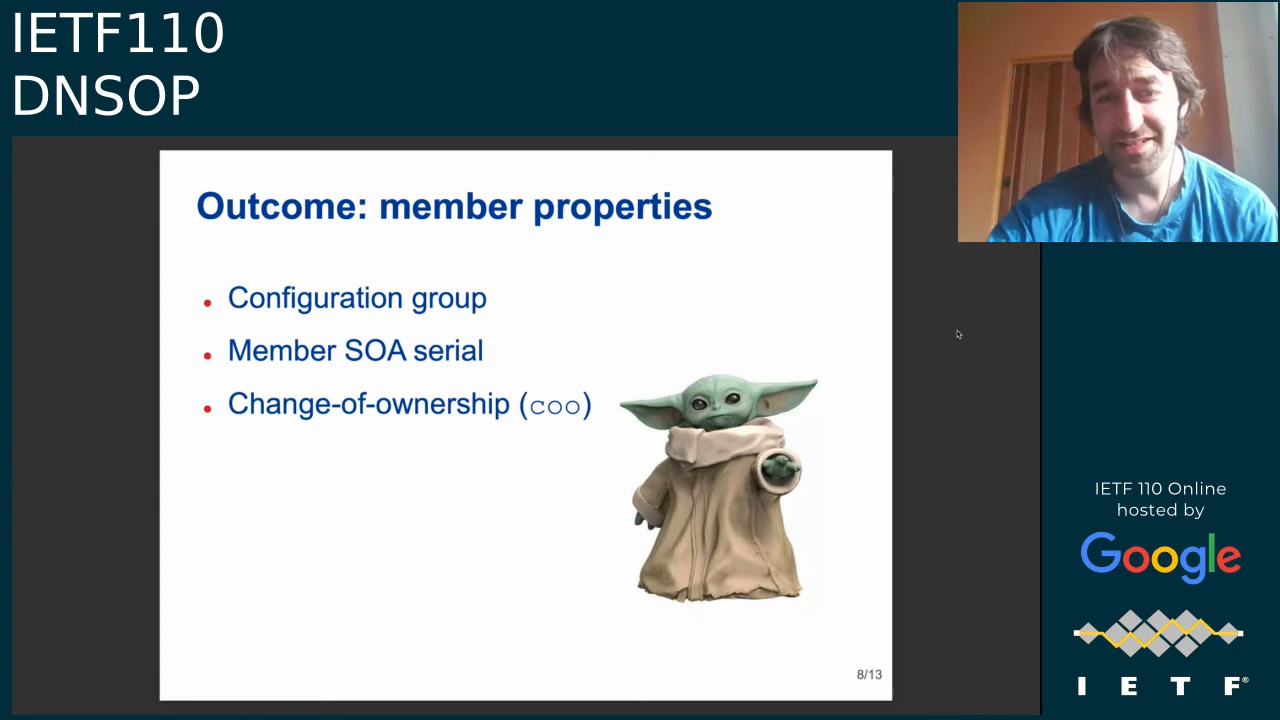 IETF110
DNSOP
Outcome: member properties
• Configuration group
• Member SOA serial
• Change-of-ownership (coo)
8/13
IETF 110 Online
hosted by
Google
I E T F®